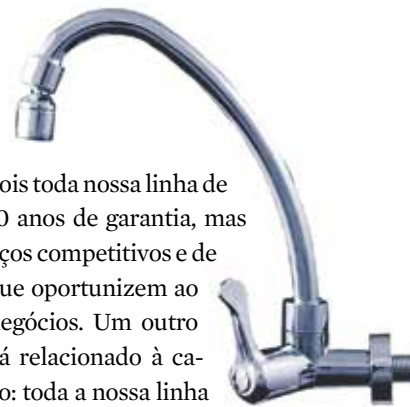 ois toda nossa linha de
0 anos de garantia, mas
ços competitivos e de
ue oportunizem ao
egócios. Um outro
á relacionado à ca-
o: toda a nossa linha